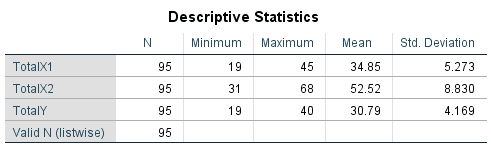 Descriptive Statistics
N Minimum Maximum Mean Std. Deviation
TotalX1 95 19 45 34.85 5.273
TotalX2 95 31 68 52.52 8.830
TotalY 95 19 40 30.79 4.169
Valid N (listwise) 95